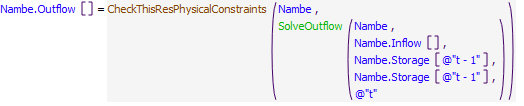 Nambe.Outflow [] = CheckThisResPhysicalConstraints ( Nambe ,
SolveOutflow ( Nambe ,
Nambe.Inflow [] ,
Nambe.Storage [ @"t - 1" ] ,
Nambe.Storage [ @"t - 1" ] ,
@"t" ) )